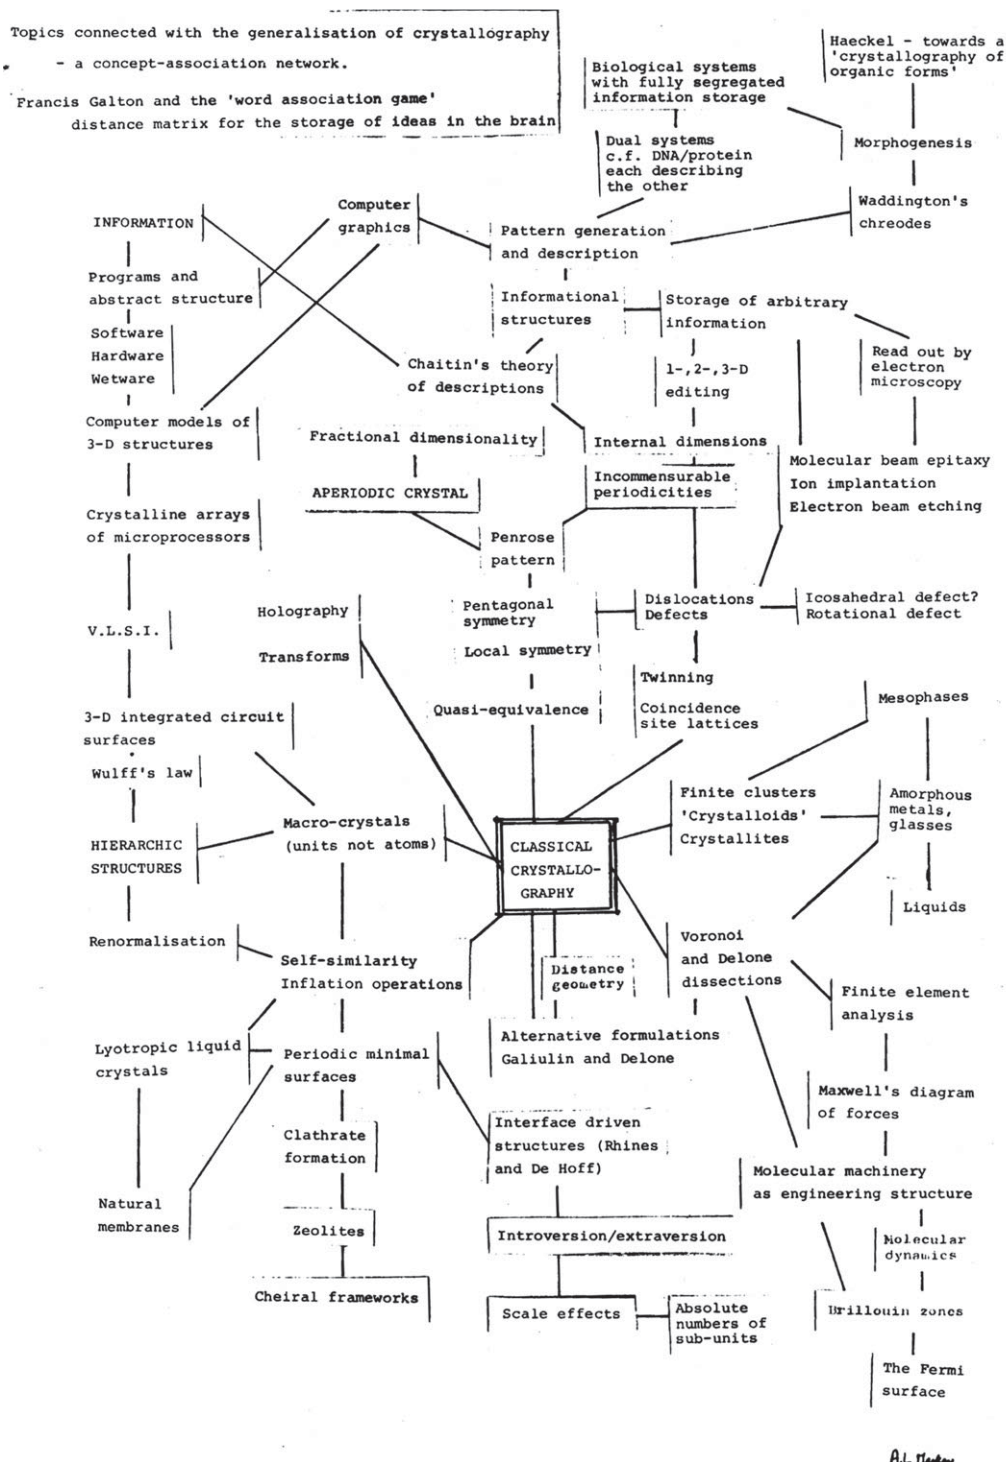 Topics connected with the generalisation of crystallography
- a concept-association network.
Francis Galton and the 'word association game'
distance matrix for the storage of ideas in the brain
Haeckel - towards a
'crystallography of
organic forms'
Biological systems
with fully segregated
information storage
Dual systems
c.f. DNA/protein
each describing
the other
Morphogenesis
Waddington's
chreodes
Computer
graphics
INFORMATION
Pattern generation
and description
Programs and
abstract structure
Informational
structures
Storage of arbitrary
information
Software
Hardware
Wetware
Chaitin's theory
of descriptions
1-,2-,3-D
editing
Read out by
electron
microscopy
Computer models of
3-D structures
Fractional dimensionality
Internal dimensions
Molecular beam epitaxy
Ion implantation
Electron beam etching
APERIODIC CRYSTAL
Incommensurable
periodicities
Crystalline arrays
of microprocessors
Penrose
pattern
Holography
Transforms
Pentagonal
symmetry
Local symmetry
Dislocations
Defects
Icosahedral defect?
Rotational defect
V.L.S.I.
Quasi-equivalence
Twinning
Coincidence
site lattices
Mesophases
3-D integrated circuit
surfaces
Wulff's law
Finite clusters
'Crystalloids'
Crystallites
Amorphous
metals,
glasses
HIERARCHIC
STRUCTURES
Macro-crystals
(units not atoms)
CLASSICAL
CRYSTALLO-
GRAPHY
Liquids
Renormalisation
Self-similarity
Inflation operations
Distance
geometry
Voronoi
and Delone
dissections
Finite element
analysis
Lyotropic liquid
crystals
Periodic minimal
surfaces
Alternative formulations
Galiulin and Delone
Maxwell's diagram
of forces
Clathrate
formation
Interface driven
structures (Rhines
and De Hoff)
Molecular machinery
as engineering structure
Natural
membranes
Zeolites
Introversion/extraversion
Molecular
dynamics
Cheiral frameworks
Scale effects
Absolute
numbers of
sub-units
Brillouin zones
The Fermi
surface